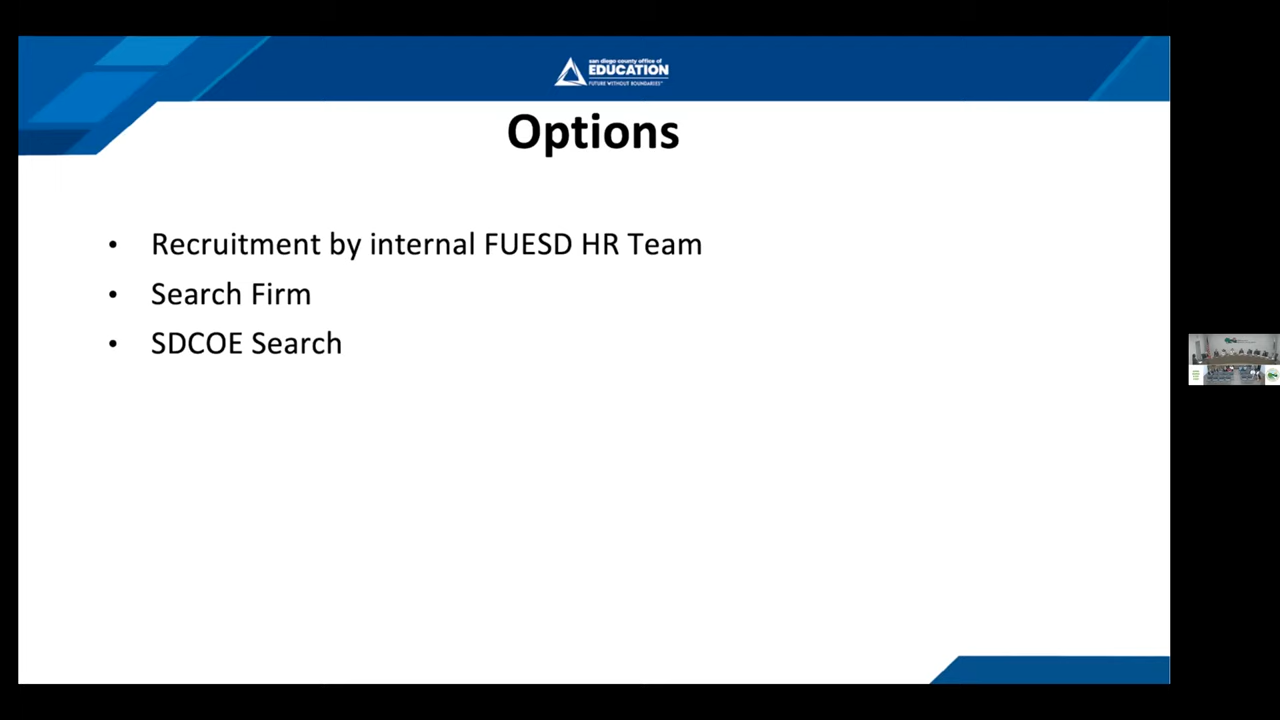 san diego county office of
EDUCATION
FUTURE WITHOUT BOUNDARIES™
Options
• Recruitment by internal FUESD HR Team
• Search Firm
• SDCOE Search